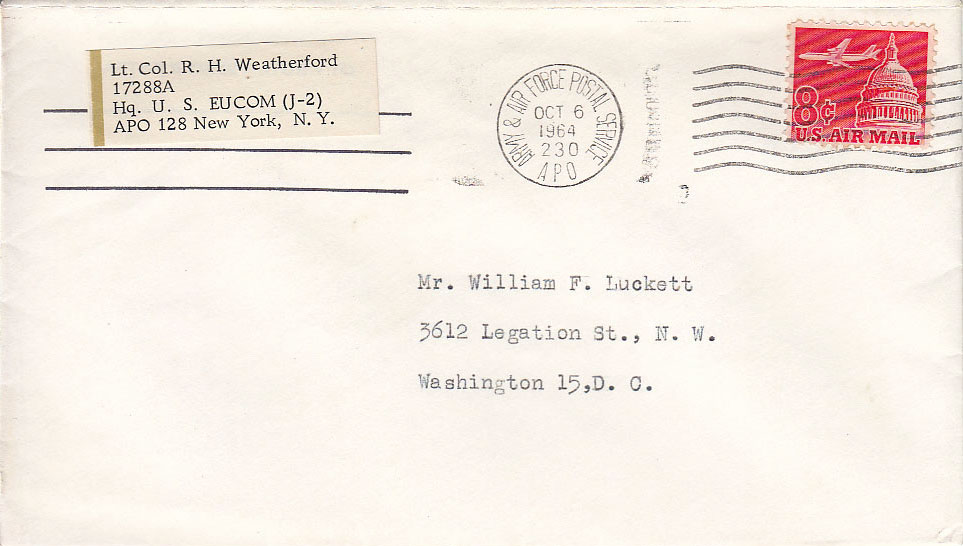 Lt. Col. R. H. Weatherford
17288A
Hq. U. S. EUCOM (J-2)
APO 128 New York, N. Y.
ARMY & AIR FORCE POSTAL SERVICE
OCT 6
1964
230
APO
8¢
U.S. AIR MAIL
Mr. William F. Luckett
3612 Legation St., N. W.
Washington 15,D. C.